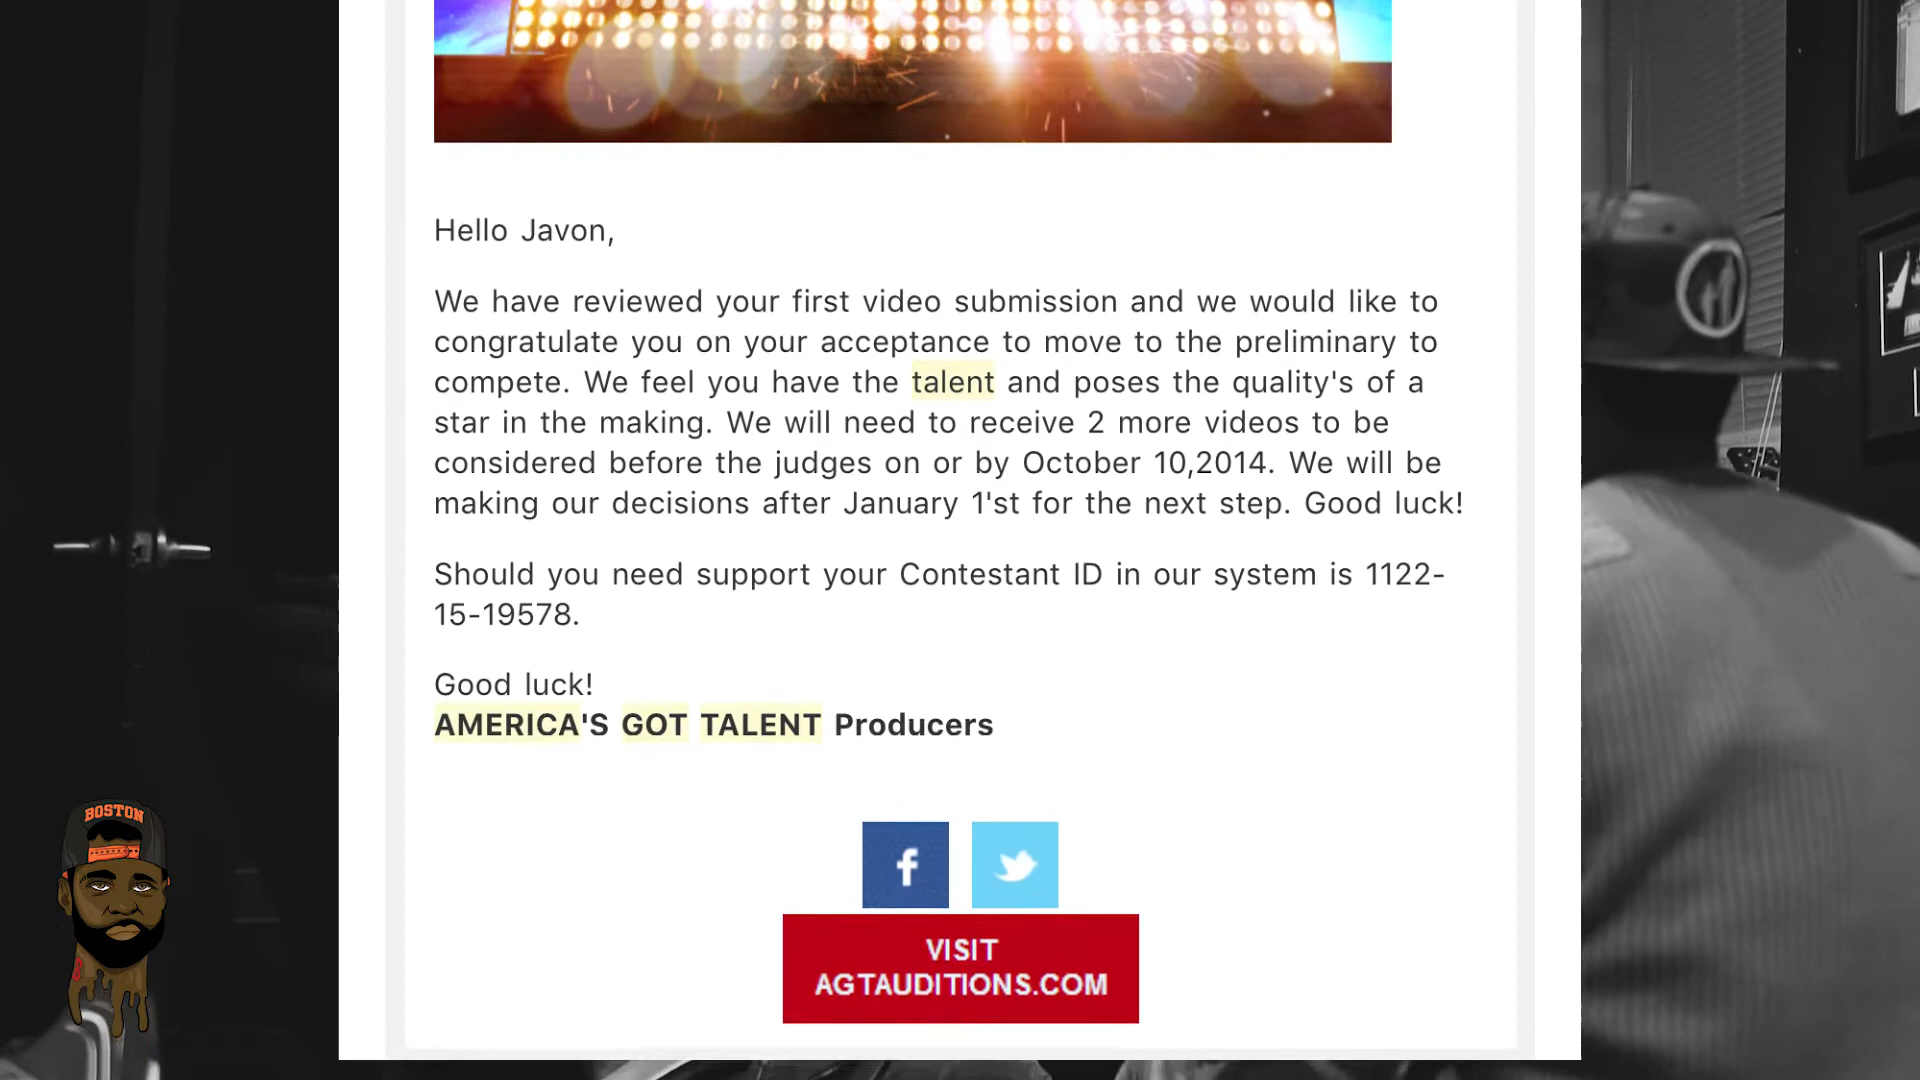 Hello Javon,
We have reviewed your first video submission and we would like to
congratulate you on your acceptance to move to the preliminary to
compete. We feel you have the talent and poses the quality's of a
star in the making. We will need to receive 2 more videos to be
considered before the judges on or by October 10,2014. We will be
making our decisions after January 1'st for the next step. Good luck!
Should you need support your Contestant ID in our system is 1122-
15-19578.
Good luck!
AMERICA'S GOT TALENT Producers
BOSTON
f
VISIT
AGTAUDITIONS.COM